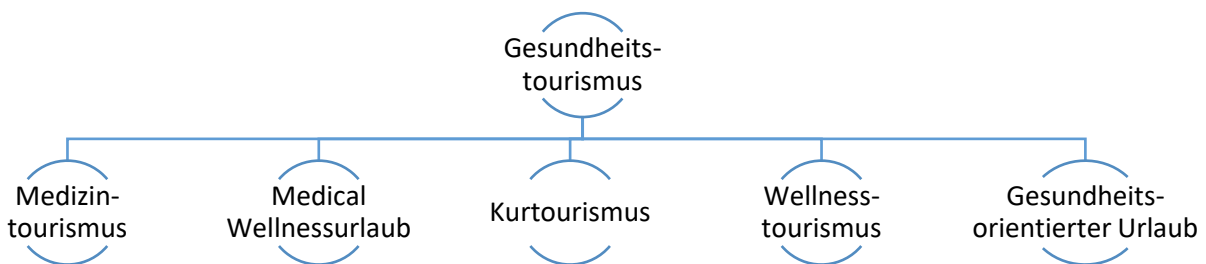 Gesundheits-
tourismus
Medizin-
tourismus
Medical
Wellnessurlaub
Kurtourismus
Wellness-
tourismus
Gesundheits-
orientierter Urlaub